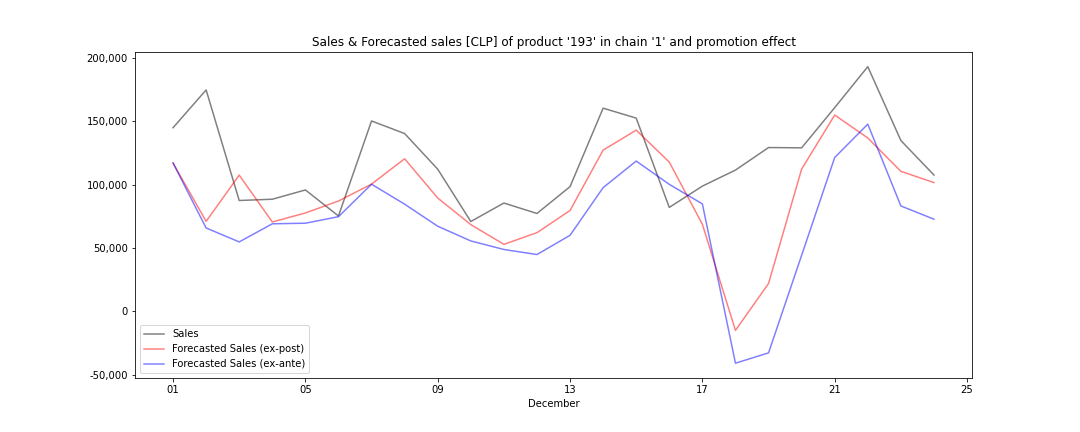 Sales & Forecasted sales [CLP] of product '193' in chain '1' and promotion effect
200,000
150,000
100,000
50,000
0
-50,000
Sales
Forecasted Sales (ex-post)
Forecasted Sales (ex-ante)
01 05 09 13 17 21 25
December